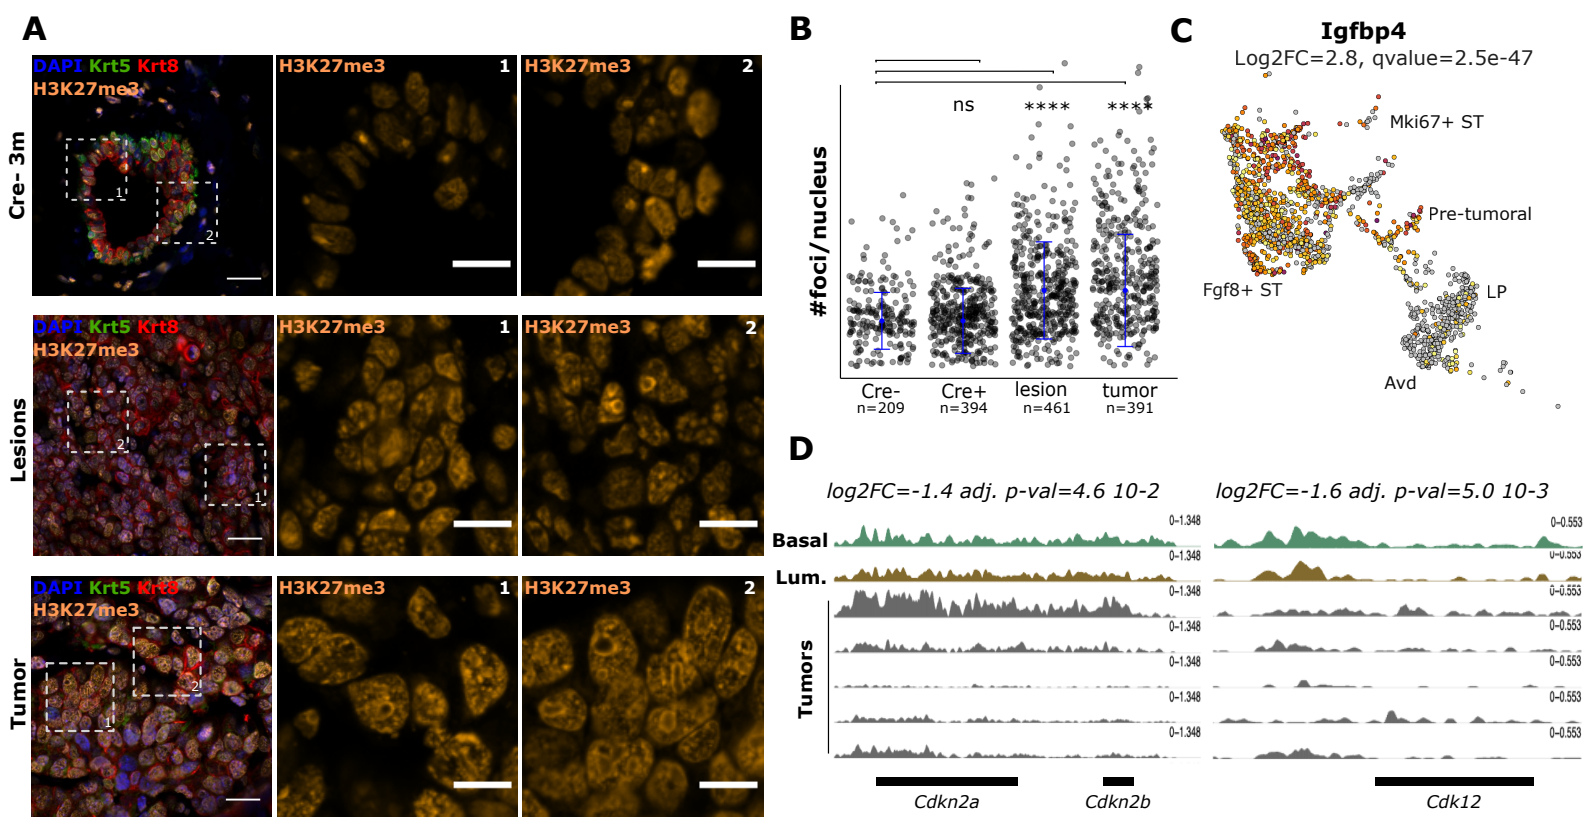 A
DAPI Krt5 Krt8
H3K27me3
1
2
H3K27me3 1
H3K27me3 2
Cre- 3m
DAPI Krt5 Krt8
H3K27me3
2
1
H3K27me3 1
H3K27me3 2
Lesions
DAPI Krt5 Krt8
H3K27me3
2
1
H3K27me3 1
H3K27me3 2
Tumor
B
ns **** ****
#foci/nucleus
Cre- Cre+ lesion tumor
n=209 n=394 n=461 n=391
C
Igfbp4
Log2FC=2.8, qvalue=2.5e-47
Mki67+ ST
Pre-tumoral
Fgf8+ ST
LP
Avd
D
log2FC=-1.4 adj. p-val=4.6 10-2
log2FC=-1.6 adj. p-val=5.0 10-3
Basal 0-1.348 0-0.553
Lum. 0-1.348 0-0.553
0-1.348 0-0.553
0-1.348 0-0.553
0-1.348 0-0.553
0-1.348 0-0.553
0-1.348 0-0.553
Tumors
Cdkn2a Cdkn2b Cdk12